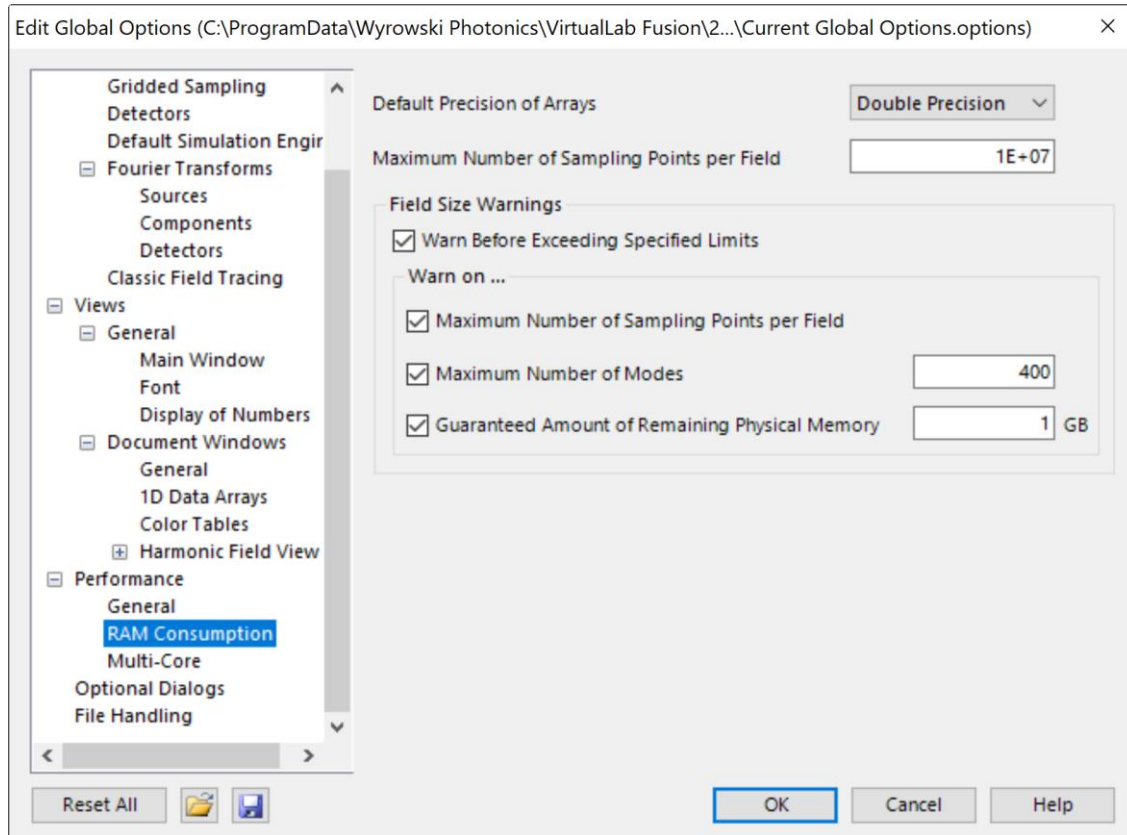 Edit Global Options (C:\ProgramData\Wyrowski Photonics\VirtualLab Fusion\2...\Current Global Options.options)
Gridded Sampling
Detectors
Default Simulation Engir
Fourier Transforms
Sources
Components
Detectors
Classic Field Tracing
Views
General
Main Window
Font
Display of Numbers
Document Windows
General
1D Data Arrays
Color Tables
Harmonic Field View
Performance
General
RAM Consumption
Multi-Core
Optional Dialogs
File Handling
Default Precision of Arrays Double Precision
Maximum Number of Sampling Points per Field 1E+07
Field Size Warnings
Warn Before Exceeding Specified Limits
Warn on ...
Maximum Number of Sampling Points per Field
Maximum Number of Modes 400
Guaranteed Amount of Remaining Physical Memory 1 GB
Reset All OK Cancel Help